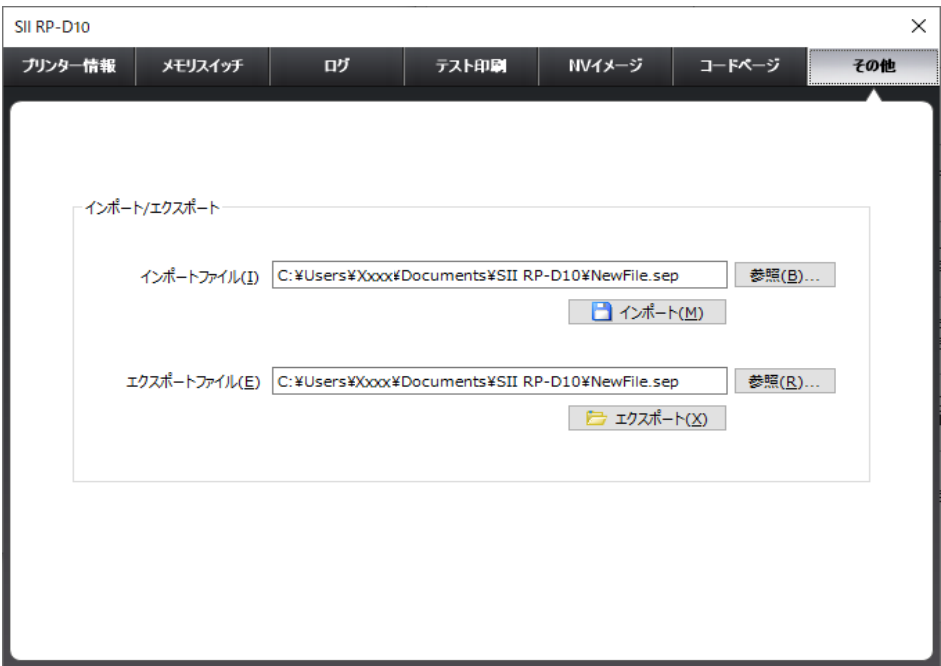 SII RP-D10
プリンター情報 メモリスイッチ ログ テスト印刷 NVイメージ コードページ その他
インポート/エクスポート
インポートファイル(I) C:¥Users¥Xxxx¥Documents¥SII RP-D10¥NewFile.sep 参照(B)...
インポート(M)
エクスポートファイル(E) C:¥Users¥Xxxx¥Documents¥SII RP-D10¥NewFile.sep 参照(R)...
エクスポート(X)